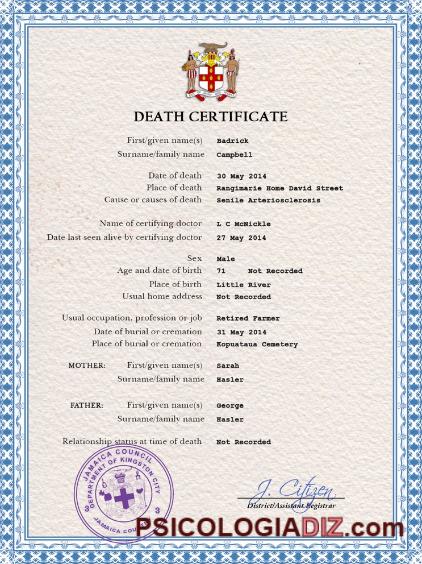 DEATH CERTIFICATE
First/given name(s) Badrick
Surname/family name Campbell
Date of death 30 May 2014
Place of death Rangimarie Home David Street
Cause or causes of death Senile Arteriosclerosis
Name of certifying doctor L C McNickle
Date last seen alive by certifying doctor 27 May 2014
Sex Male
Age and date of birth 71 Not Recorded
Place of birth Little River
Usual home address Not Recorded
Usual occupation, profession or job Retired Farmer
Date of burial or cremation 31 May 2014
Place of burial or cremation Kopuataua Cemetery
MOTHER: First/given name(s) Sarah
Surname/family name Hasler
FATHER: First/given name(s) George
Surname/family name Hasler
Relationship status at time of death Not Recorded
JAMAICA COUNCIL
DEPARTMENT OF KINGSTON CITY
JAMAICA
J. Citizen
District/Assistant Registrar
PSICOLOGIADIZ.com